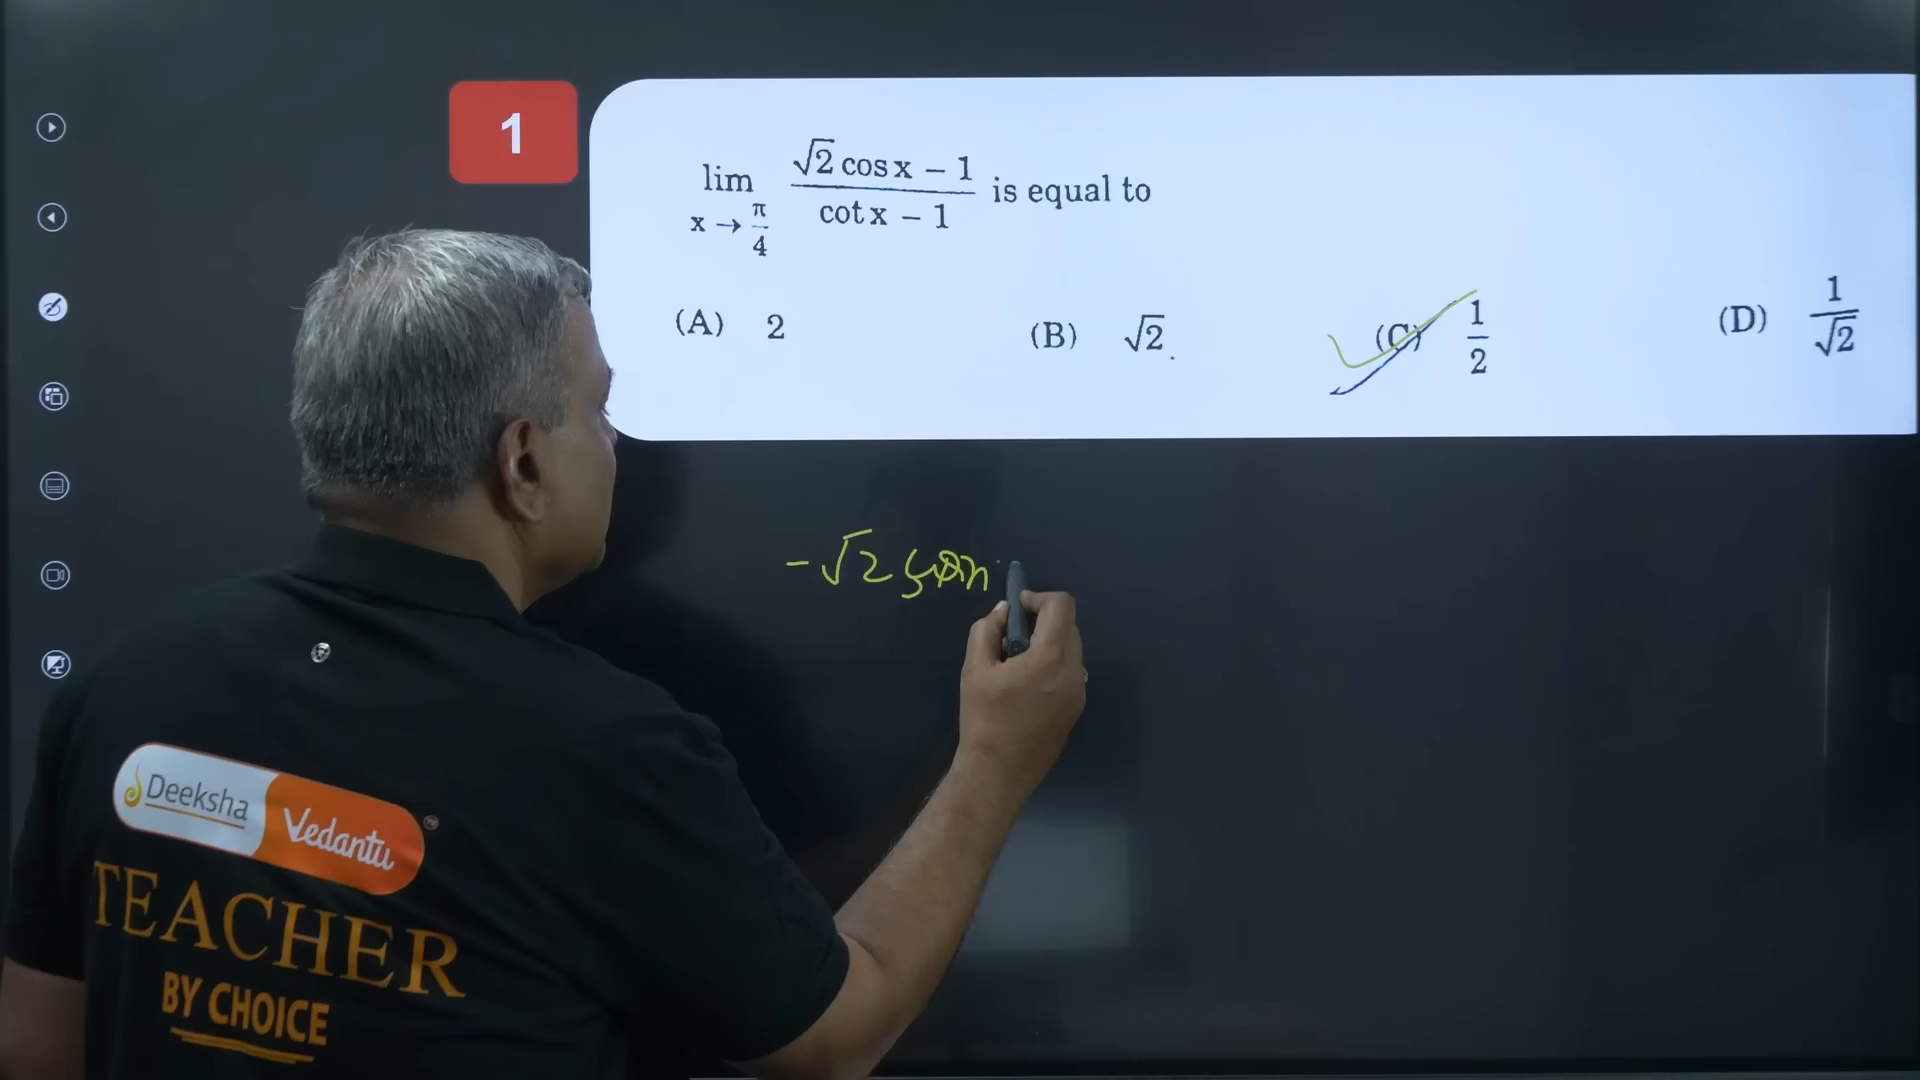 1
lim x → π/4 (√2 cos x − 1)/(cot x − 1) is equal to
(A) 2 (B) √2 (C) 1/2 (D) 1/√2
-√2
Deeksha Vedantu
TEACHER
BY CHOICE